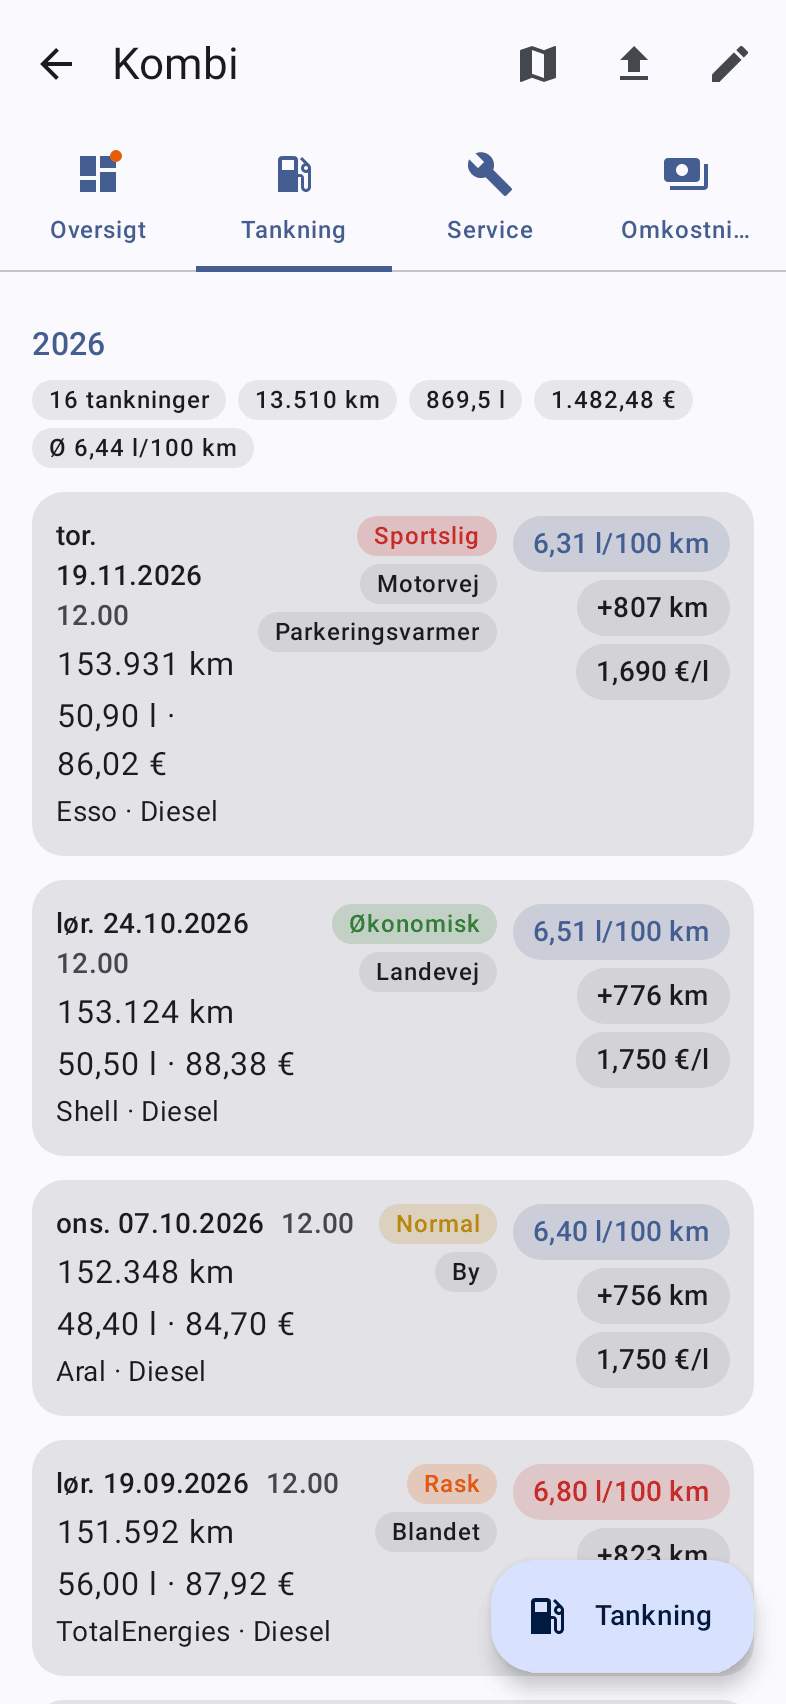 Kombi
Oversigt
Tankning
Service
Omkostni...
2026
16 tankninger
13.510 km
869,5 l
1.482,48 €
Ø 6,44 l/100 km
tor.
19.11.2026
12.00
153.931 km
50,90 l ·
86,02 €
Esso · Diesel
Sportslig
Motorvej
Parkeringsvarmer
6,31 l/100 km
+807 km
1,690 €/l
lør. 24.10.2026
12.00
153.124 km
50,50 l · 88,38 €
Shell · Diesel
Økonomisk
Landevej
6,51 l/100 km
+776 km
1,750 €/l
ons. 07.10.2026 12.00
152.348 km
48,40 l · 84,70 €
Aral · Diesel
Normal
By
6,40 l/100 km
+756 km
1,750 €/l
lør. 19.09.2026 12.00
151.592 km
56,00 l · 87,92 €
TotalEnergies · Diesel
Rask
Blandet
6,80 l/100 km
+823 km
Tankning